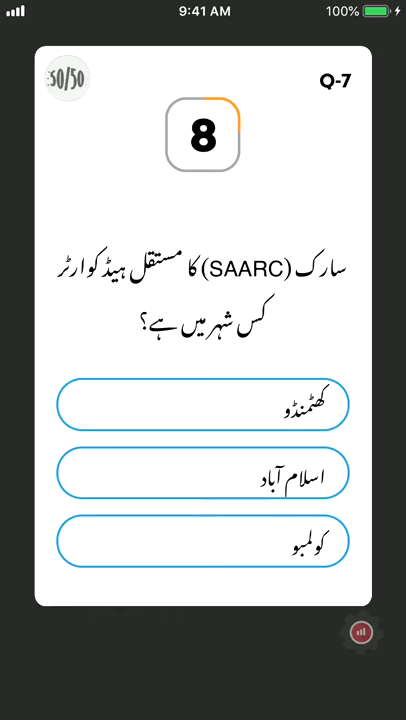 9:41 AM
100%
50/50
Q-7
8
سارک (SAARC) کا مستقل ہیڈ کوارٹر
کس شہر میں ہے؟
کھٹمنڈو
اسلام آباد
کولمبو